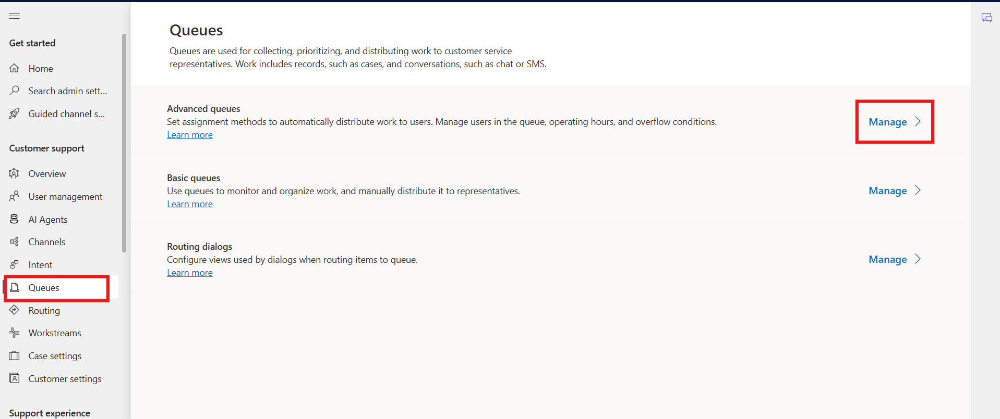 Get started
Home
Search admin sett...
Guided channel s...
Customer support
Overview
User management
AI Agents
Channels
Intent
Queues
Routing
Workstreams
Case settings
Customer settings
Support experience
Queues
Queues are used for collecting, prioritizing, and distributing work to customer service
representatives. Work includes records, such as cases, and conversations, such as chat or SMS.
Advanced queues
Set assignment methods to automatically distribute work to users. Manage users in the queue, operating hours, and overflow conditions.
Learn more
Manage
Basic queues
Use queues to monitor and organize work, and manually distribute it to representatives.
Learn more
Manage
Routing dialogs
Configure views used by dialogs when routing items to queue.
Learn more
Manage